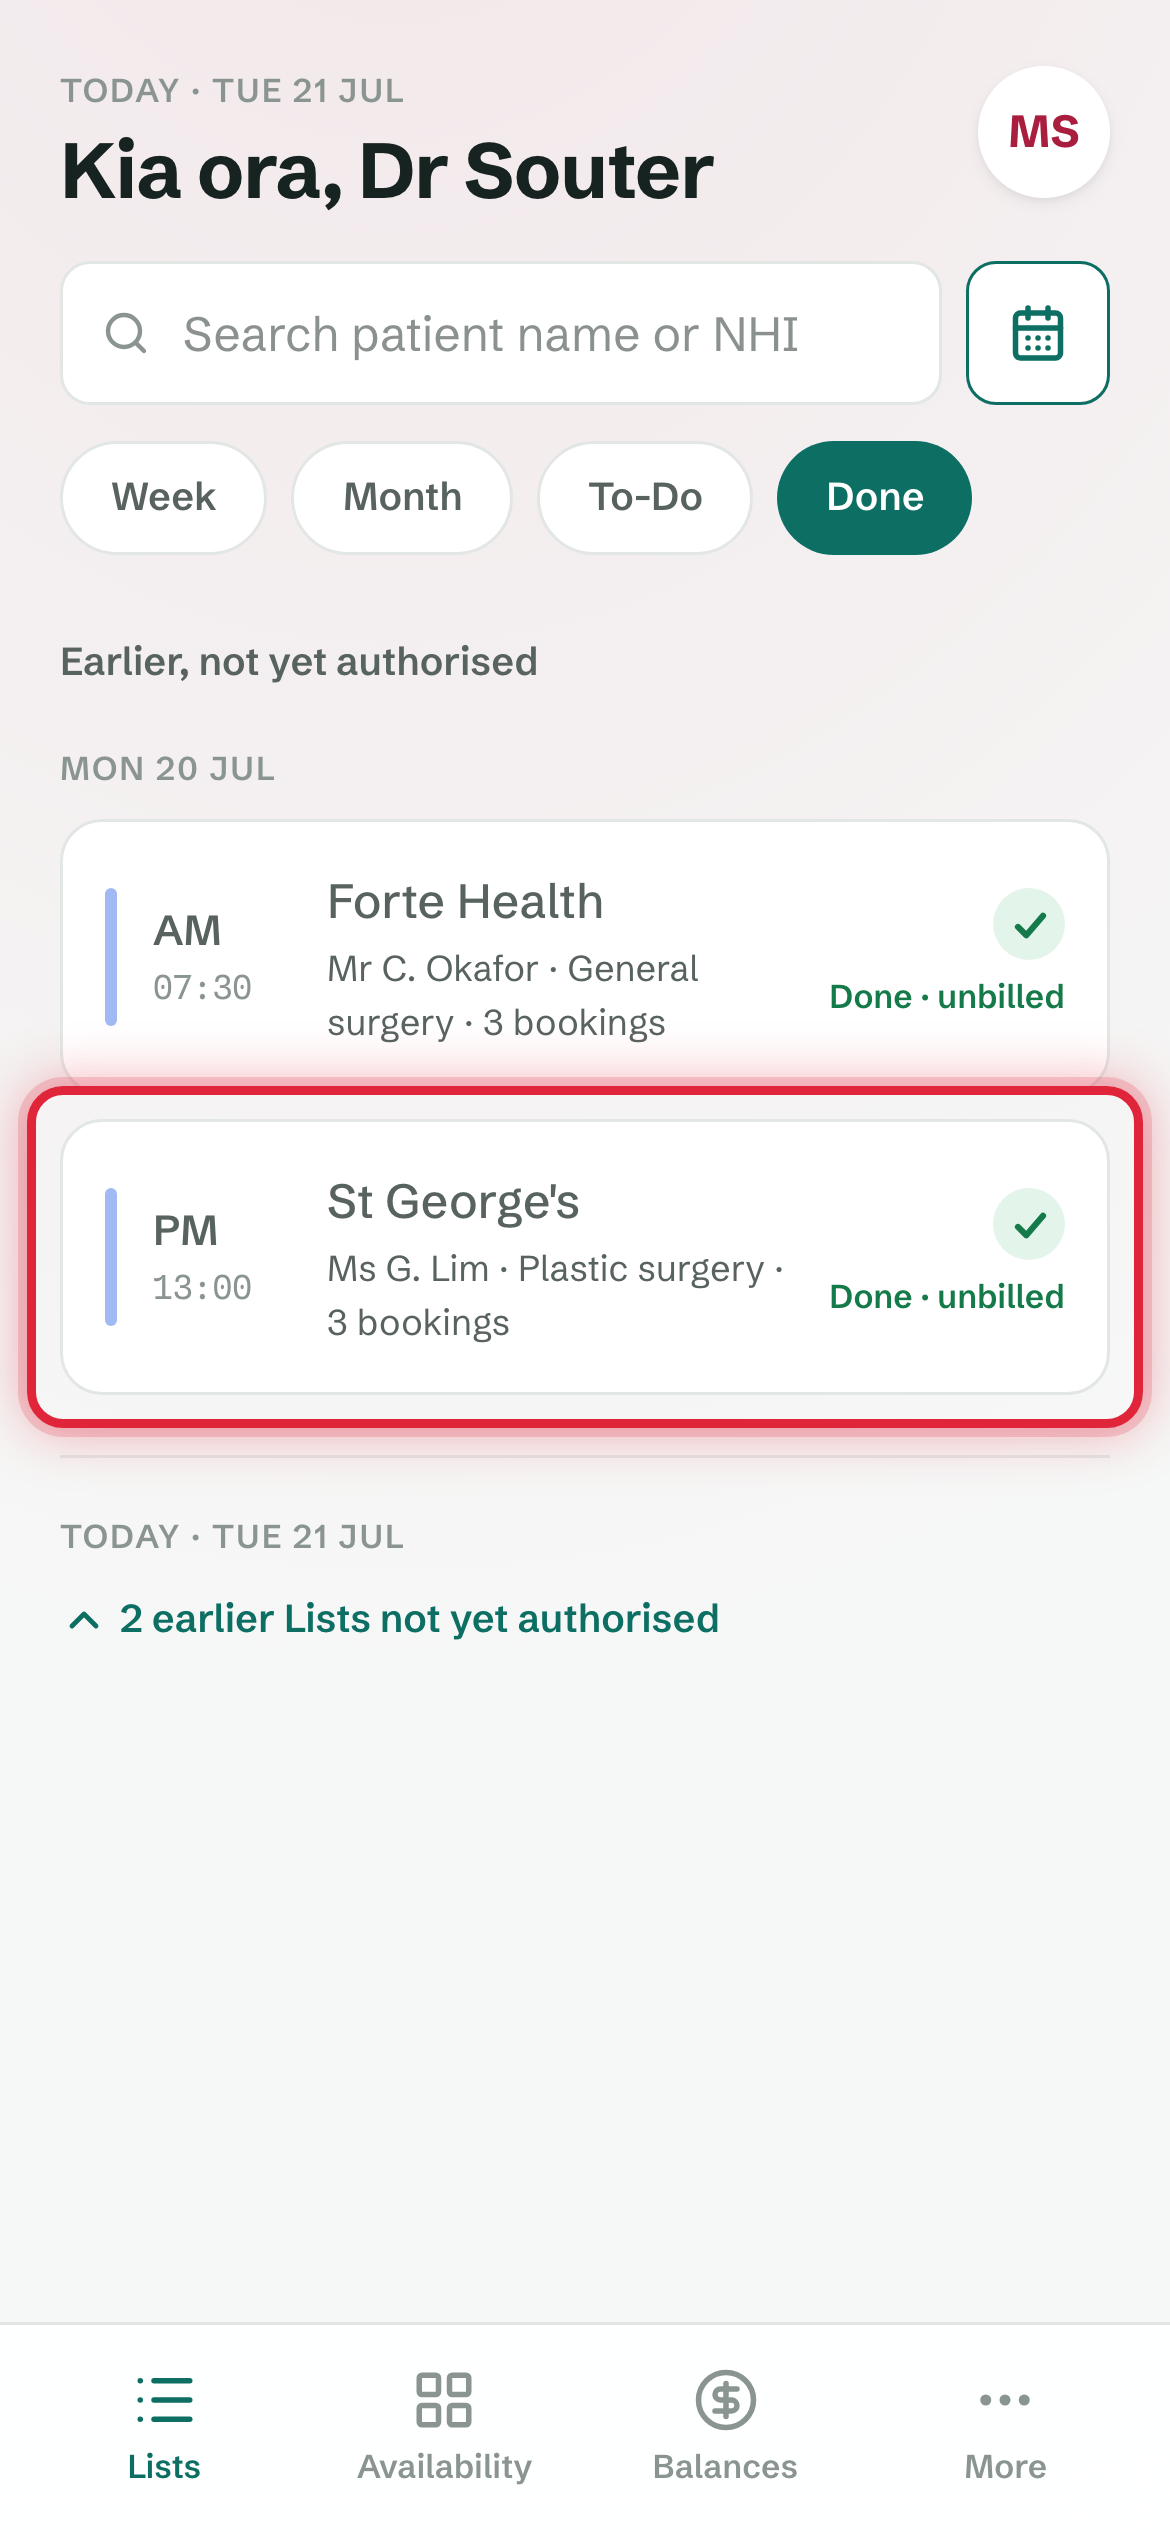 TODAY · TUE 21 JUL
Kia ora, Dr Souter
MS
Search patient name or NHI
Week
Month
To-Do
Done
Earlier, not yet authorised
MON 20 JUL
AM
07:30
Forte Health
Mr C. Okafor · General
surgery · 3 bookings
Done · unbilled
PM
13:00
St George's
Ms G. Lim · Plastic surgery ·
3 bookings
Done · unbilled
TODAY · TUE 21 JUL
2 earlier Lists not yet authorised
Lists
Availability
Balances
More